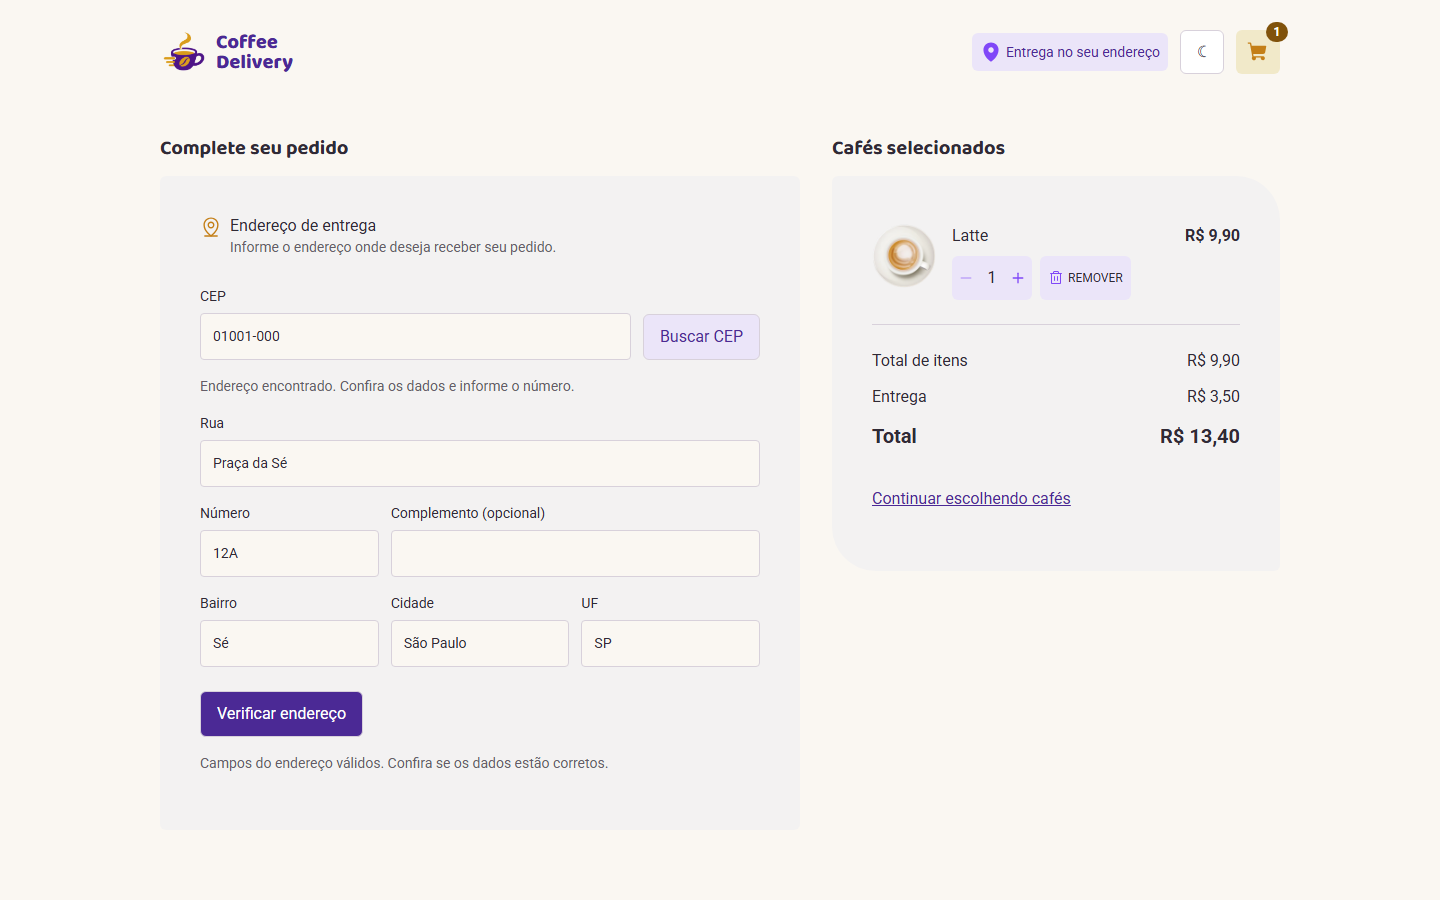 Coffee
Delivery
Entrega no seu endereço
1
Complete seu pedido
Endereço de entrega
Informe o endereço onde deseja receber seu pedido.
CEP
01001-000
Buscar CEP
Endereço encontrado. Confira os dados e informe o número.
Rua
Praça da Sé
Número
Complemento (opcional)
12A
Bairro
Cidade
UF
Sé
São Paulo
SP
Verificar endereço
Campos do endereço válidos. Confira se os dados estão corretos.
Cafés selecionados
Latte
R$ 9,90
1
REMOVER
Total de itens
R$ 9,90
Entrega
R$ 3,50
Total
R$ 13,40
Continuar escolhendo cafés